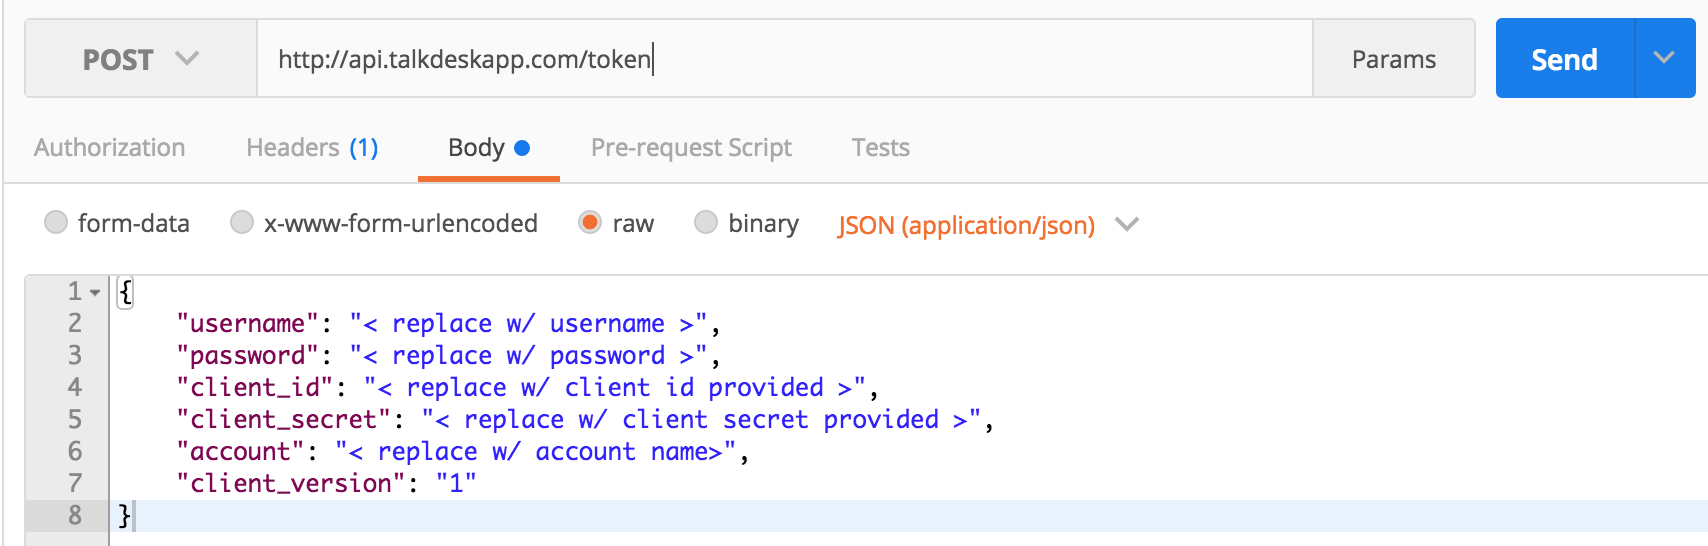 POST http://api.talkdeskapp.com/token Params Send
Authorization Headers (1) Body Pre-request Script Tests
form-data x-www-form-urlencoded raw binary JSON (application/json)
1 {
2 "username": "< replace w/ username >",
3 "password": "< replace w/ password >",
4 "client_id": "< replace w/ client id provided >",
5 "client_secret": "< replace w/ client secret provided >",
6 "account": "< replace w/ account name>",
7 "client_version": "1"
8 }